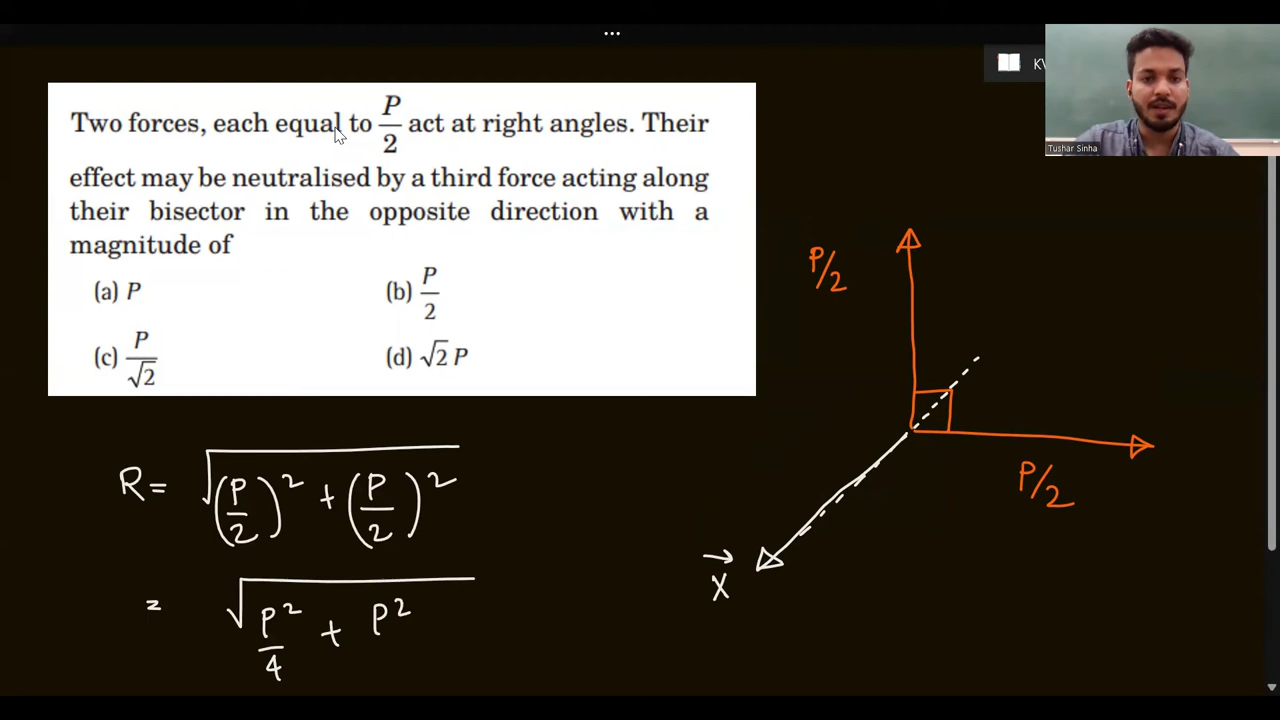 ...
KV
Tushar Sinha
Two forces, each equal to P/2 act at right angles. Their
effect may be neutralised by a third force acting along
their bisector in the opposite direction with a
magnitude of
(a) P (b) P/2
(c) P/√2 (d) √2 P
P/2
P/2
X⃗
R = √((P/2)² + (P/2)²)
= √(P²/4 + P²